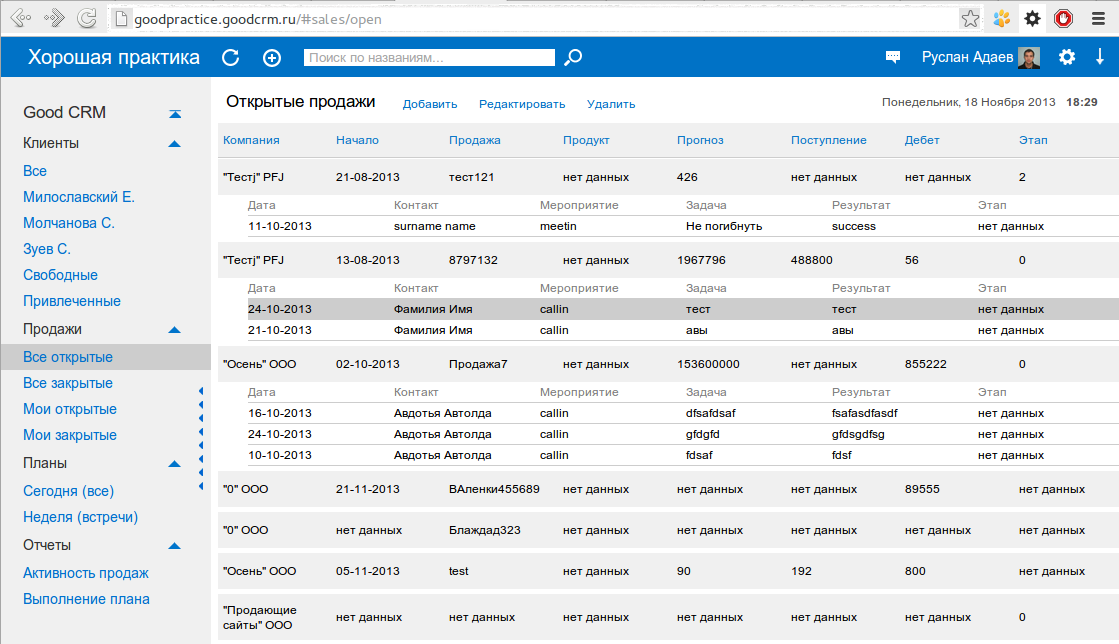 goodpractice.goodcrm.ru/#sales/open
Хорошая практика Поиск по названиям... Руслан Адаев
Good CRM
Клиенты
Все
Милославский Е.
Молчанова С.
Зуев С.
Свободные
Привлеченные
Продажи
Все открытые
Все закрытые
Мои открытые
Мои закрытые
Планы
Сегодня (все)
Неделя (встречи)
Отчеты
Активность продаж
Выполнение плана
Открытые продажи Добавить Редактировать Удалить Понедельник, 18 Ноября 2013 18:29
Компания Начало Продажа Продукт Прогноз Поступление Дебет Этап
"Тестj" PFJ 21-08-2013 тест121 нет данных 426 нет данных нет данных 2
Дата Контакт Мероприятие Задача Результат Этап
11-10-2013 surname name meetin Не погибнуть success нет данных
"Тестj" PFJ 13-08-2013 8797132 нет данных 1967796 488800 56 0
Дата Контакт Мероприятие Задача Результат Этап
24-10-2013 Фамилия Имя callin тест тест нет данных
21-10-2013 Фамилия Имя callin авы авы нет данных
"Осень" ООО 02-10-2013 Продажа7 нет данных 153600000 нет данных 855222 0
Дата Контакт Мероприятие Задача Результат Этап
16-10-2013 Авдотья Автолда callin dfsafdsaf fsafasdfasdf нет данных
24-10-2013 Авдотья Автолда callin gfdgfd gfdsgdfsg нет данных
10-10-2013 Авдотья Автолда callin fdsaf fdsf нет данных
"0" ООО 21-11-2013 ВАленки455689 нет данных нет данных нет данных 89555 нет данных
"0" ООО нет данных Блаждад323 нет данных нет данных нет данных нет данных нет данных
"Осень" ООО 05-11-2013 test нет данных 90 192 800 нет данных
"Продающие
сайты" ООО нет данных нет данных нет данных нет данных нет данных нет данных 0